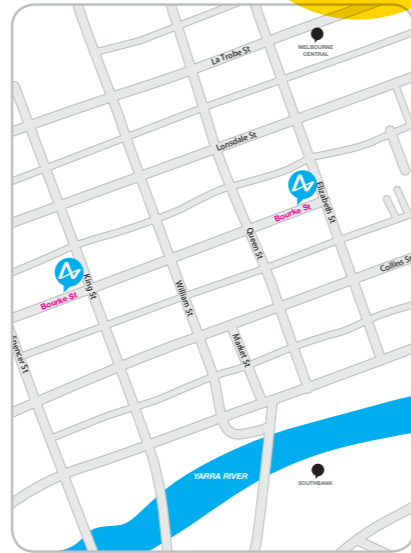 MELBOURNE
CENTRAL
La Trobe St
Lonsdale St
Elizabeth St
Bourke St
Queen St
Collins St
King St
Bourke St
William St
Market St
Spencer St
YARRA RIVER
SOUTHBANK